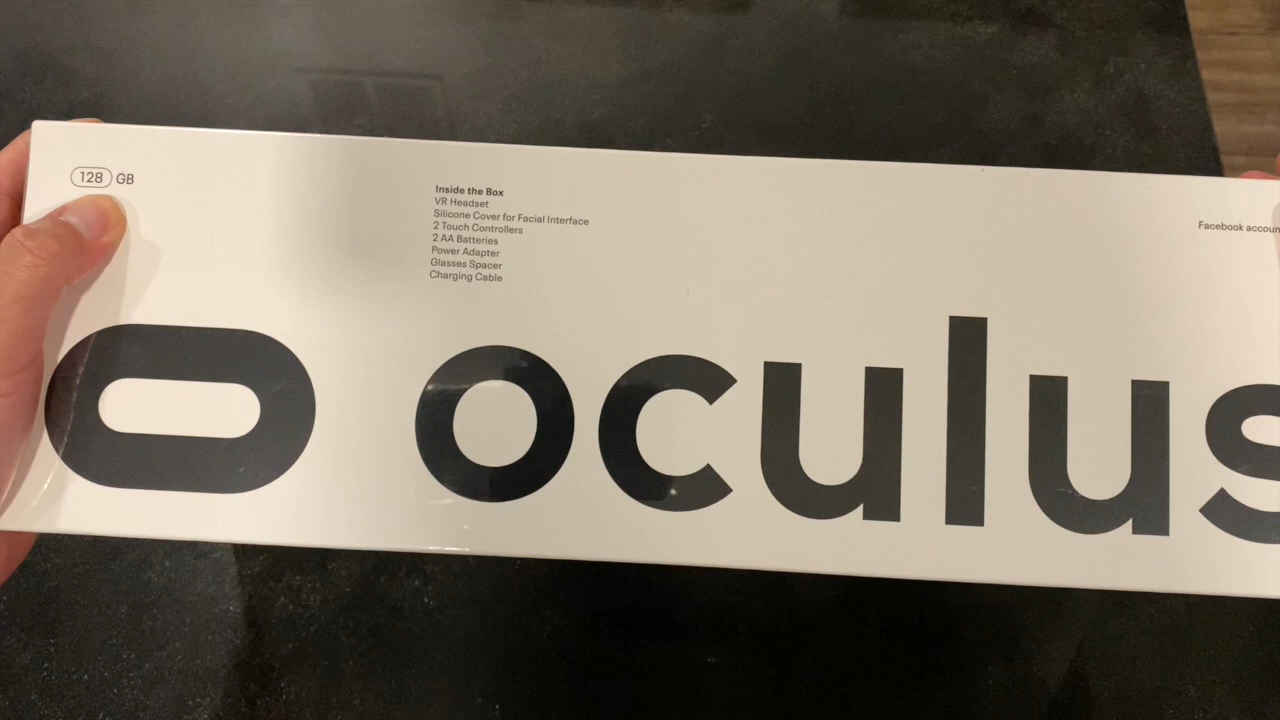 128 GB
Inside the Box
VR Headset
Silicone Cover for Facial Interface
2 Touch Controllers
2 AA Batteries
Power Adapter
Glasses Spacer
Charging Cable
Facebook
oculus